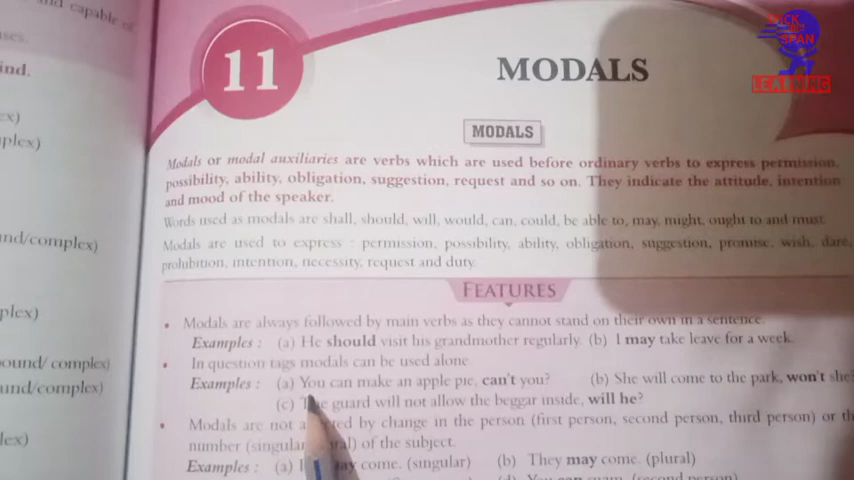 and capable of
uses.
ind.
ex)
plex)
und/complex)
plex)
ound/ complex)
und/complex)
plex)
11
MODALS
SPAN
LEARNING
MODALS
Modals or modal auxiliaries are verbs which are used before ordinary verbs to express permission,
possibility, ability, obligation, suggestion, request and so on. They indicate the attitude, intention
and mood of the speaker.
Words used as modals are shall, should, will, would, can, could, be able to, may, might, ought to and must.
Modals are used to express : permission, possibility, ability, obligation, suggestion, promise, wish, dare,
prohibition, intention, necessity, request and duty.
FEATURES
• Modals are always followed by main verbs as they cannot stand on their own in a sentence.
Examples : (a) He should visit his grandmother regularly. (b) I may take leave for a week.
• In question tags modals can be used alone.
Examples : (a) You can make an apple pie, can't you? (b) She will come to the park, won't she?
(c) The guard will not allow the beggar inside, will he?
• Modals are not by change in the person (first person, second person, third person) or the
number (singular of the subject.
Examples : (a) I may come. (singular) (b) They may come. (plural)
(second person)